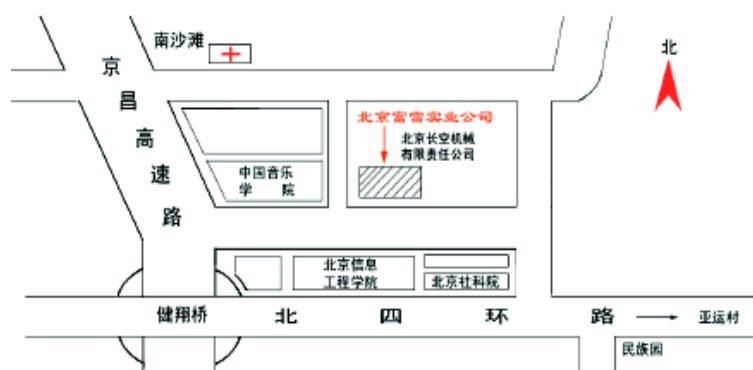 南沙滩
北
京昌高速路
北京富雷实业公司
北京长空机械
有限责任公司
中国音乐
学 院
北京信息
工程学院
北京社科院
健翔桥
北 四 环 路
亚运村
民族园